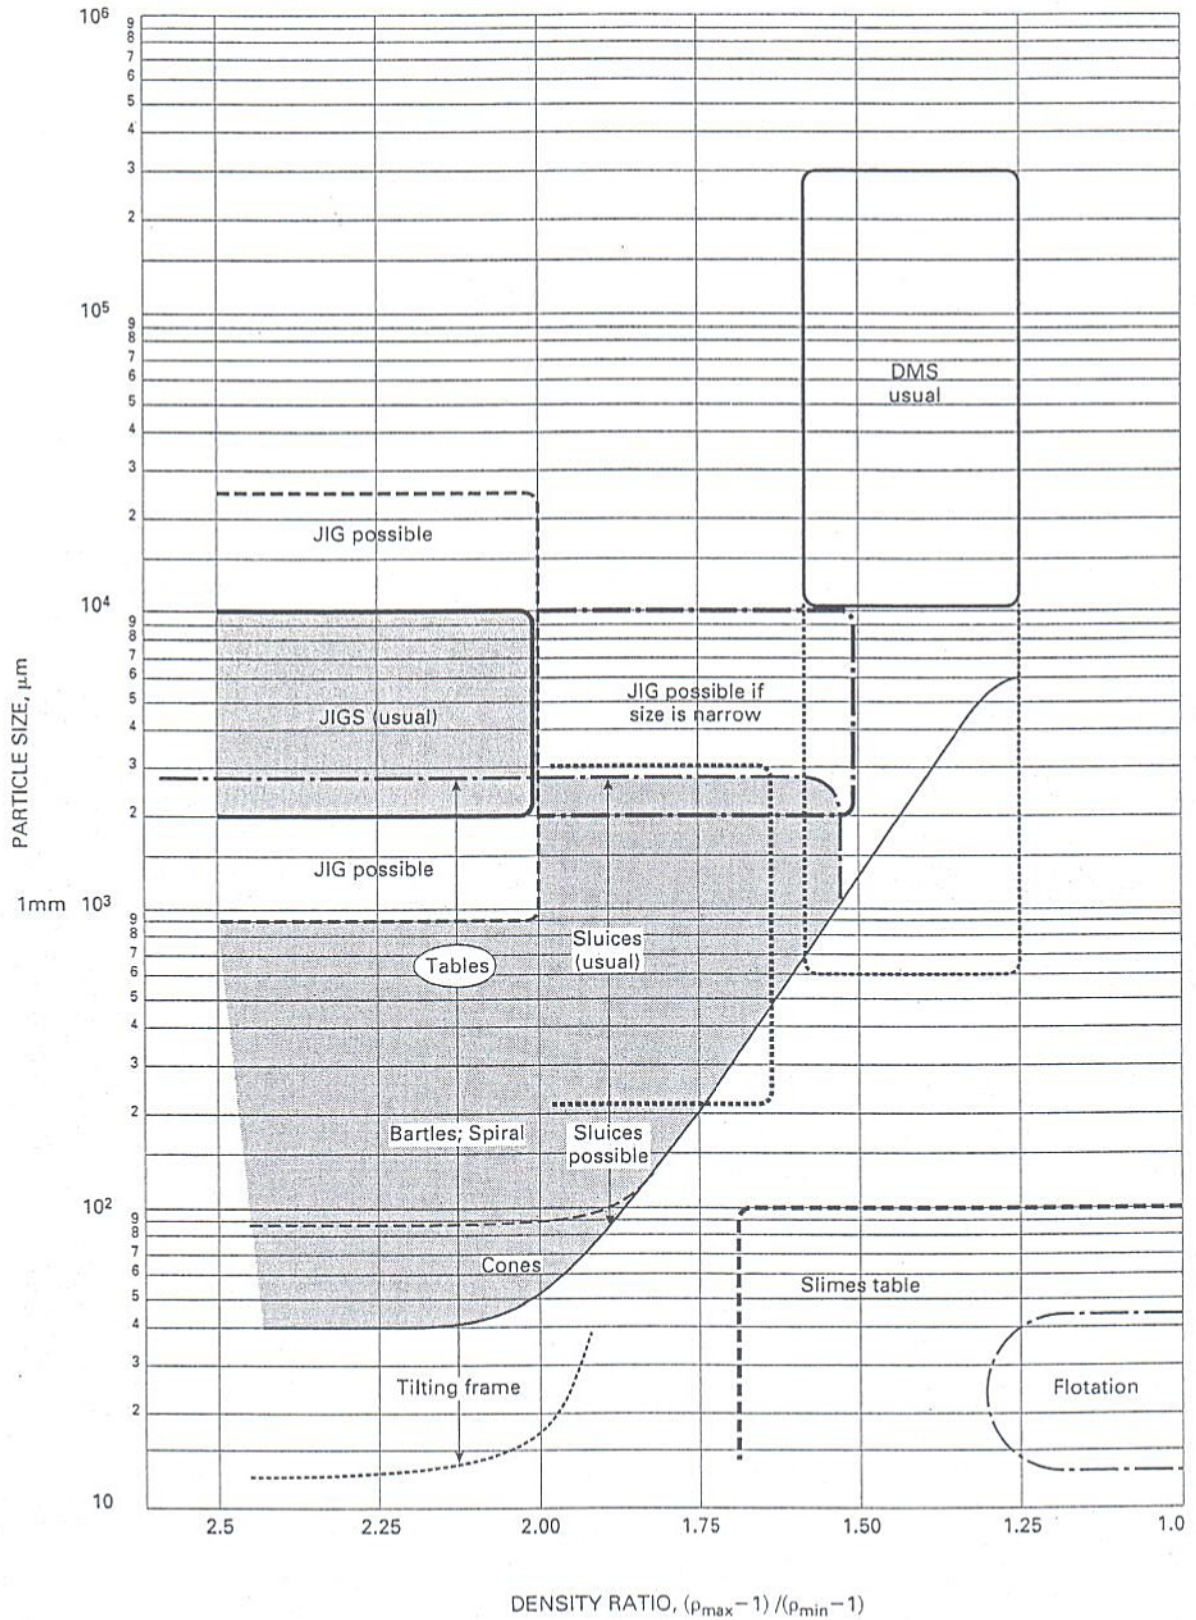 10⁶
9
8
7
6
5
4
3
2
10⁵
9
8
7
6
5
4
3
2
10⁴
9
8
7
6
5
4
3
2
1mm 10³
9
8
7
6
5
4
3
2
10²
9
8
7
6
5
4
3
2
10
PARTICLE SIZE, µm
DMS
usual
JIG possible
JIGS (usual)
JIG possible if
size is narrow
JIG possible
Sluices
(usual)
Tables
Bartles; Spiral
Sluices
possible
Cones
Slimes table
Tilting frame
Flotation
2.5 2.25 2.00 1.75 1.50 1.25 1.0
DENSITY RATIO, (ρmax−1) /(ρmin−1)